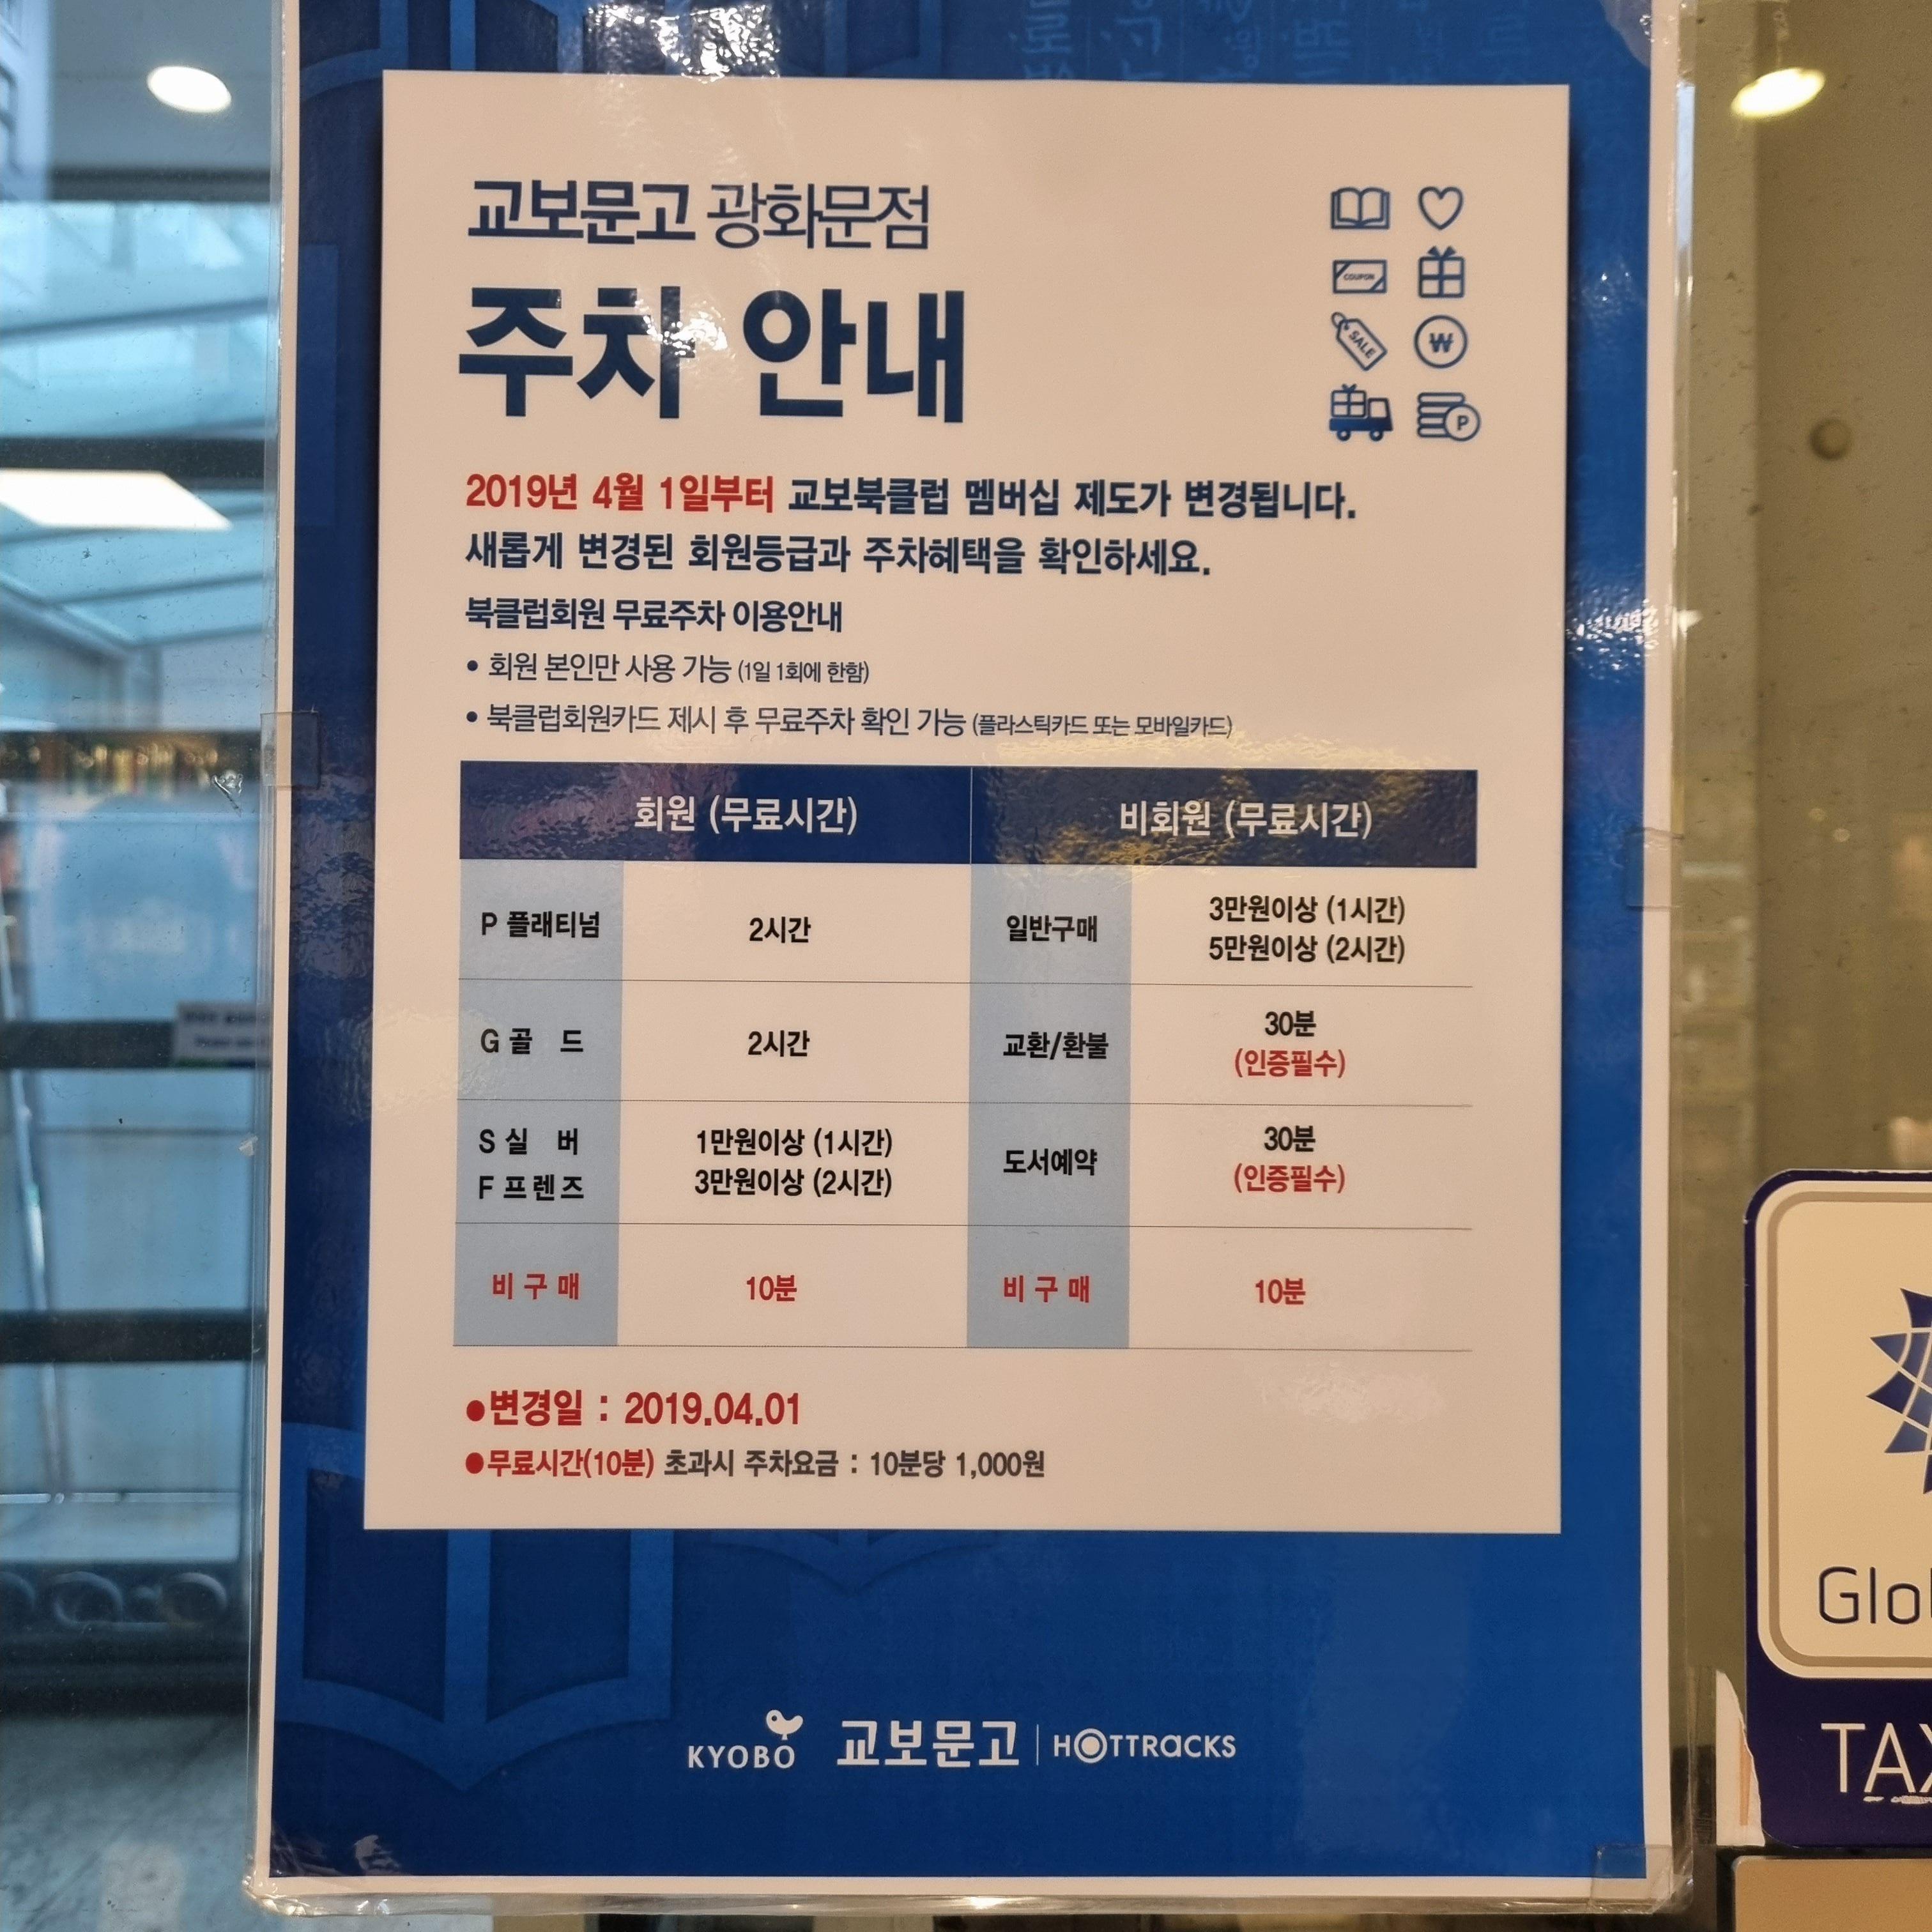 교보문고 광화문점
주차 안내
COUPON
SALE
₩
P
2019년 4월 1일부터 교보북클럽 멤버십 제도가 변경됩니다.
새롭게 변경된 회원등급과 주차혜택을 확인하세요.
북클럽회원 무료주차 이용안내
• 회원 본인만 사용 가능 (1일 1회에 한함)
• 북클럽회원카드 제시 후 무료주차 확인 가능 (플라스틱카드 또는 모바일카드)
회원 (무료시간) 비회원 (무료시간)
P 플래티넘 2시간 일반구매 3만원이상 (1시간)
5만원이상 (2시간)
G 골 드 2시간 교환/환불 30분
(인증필수)
S 실 버 1만원이상 (1시간) 도서예약 30분
F 프렌즈 3만원이상 (2시간) (인증필수)
비 구 매 10분 비 구 매 10분
●변경일 : 2019.04.01
●무료시간(10분) 초과시 주차요금 : 10분당 1,000원
KYOBO 교보문고 HOTTRACKS
TAX